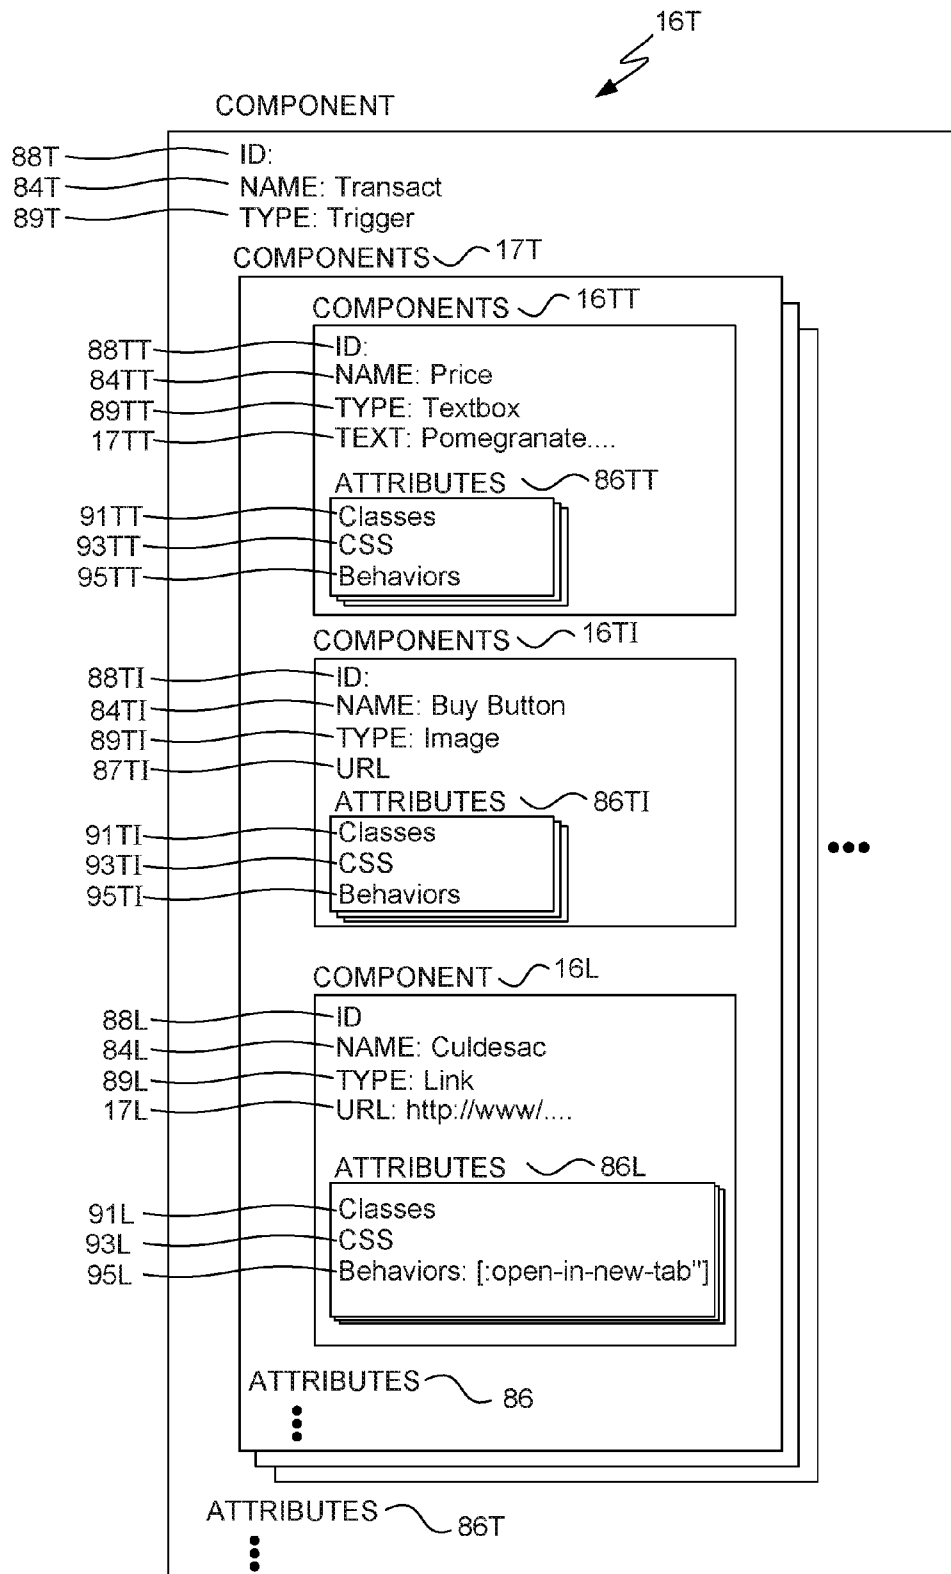 16T
COMPONENT
88T ID:
84T NAME: Transact
89T TYPE: Trigger
COMPONENTS 17T
COMPONENTS 16TT
88TT ID:
84TT NAME: Price
89TT TYPE: Textbox
17TT TEXT: Pomegranate....
ATTRIBUTES 86TT
91TT Classes
93TT CSS
95TT Behaviors
COMPONENTS 16TI
88TI ID:
84TI NAME: Buy Button
89TI TYPE: Image
87TI URL
ATTRIBUTES 86TI
91TI Classes
93TI CSS
95TI Behaviors
COMPONENT 16L
88L ID
84L NAME: Culdesac
89L TYPE: Link
17L URL: http://www/....
ATTRIBUTES 86L
91L Classes
93L CSS
95L Behaviors: [:open-in-new-tab"]
ATTRIBUTES 86
ATTRIBUTES 86T